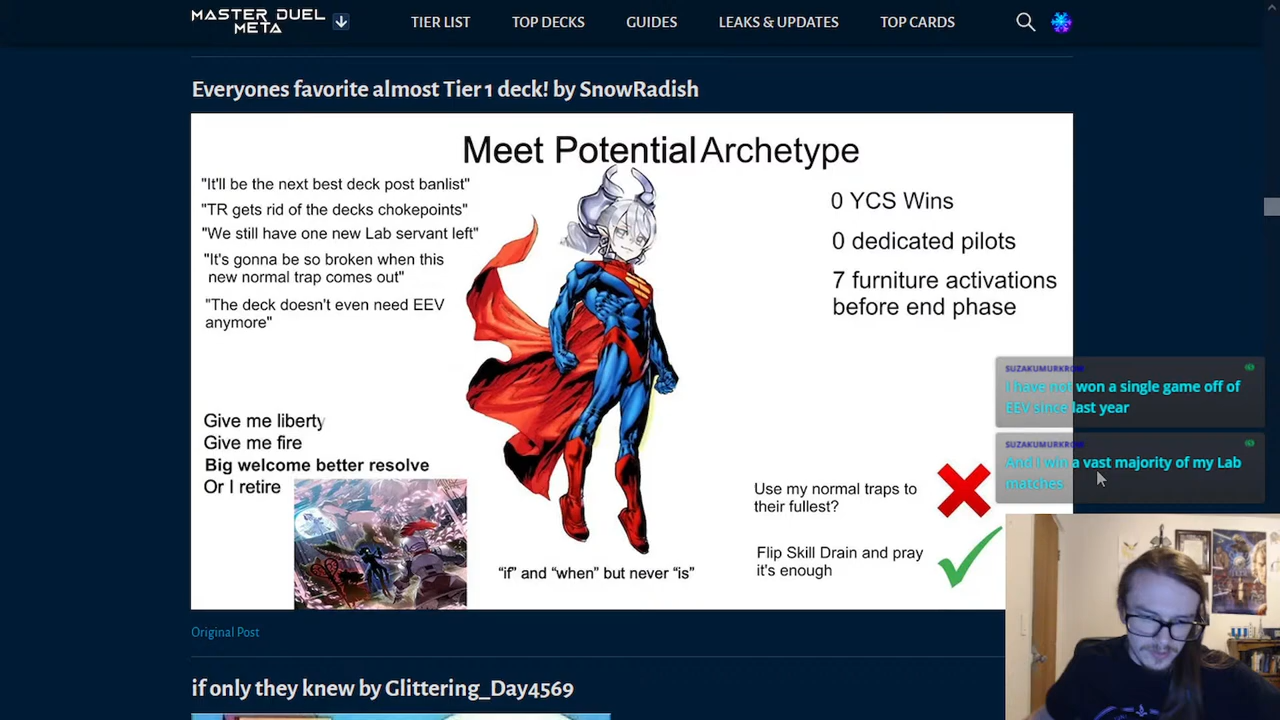 MASTER DUEL
META
TIER LIST
TOP DECKS
GUIDES
LEAKS & UPDATES
TOP CARDS
Everyones favorite almost Tier 1 deck! by SnowRadish
Meet Potential Archetype
"It'll be the next best deck post banlist"
"TR gets rid of the decks chokepoints"
"We still have one new Lab servant left"
"It's gonna be so broken when this
new normal trap comes out"
"The deck doesn't even need EEV
anymore"
0 YCS Wins
0 dedicated pilots
7 furniture activations
before end phase
SUZAKUMURKROW
I have not won a single game off of
EEV since last year
SUZAKUMURKROW
And I win a vast majority of my Lab
matches
Give me liberty
Give me fire
Big welcome better resolve
Or I retire
"if" and "when" but never "is"
Use my normal traps to
their fullest?
Flip Skill Drain and pray
it's enough
Original Post
if only they knew by Glittering_Day4569